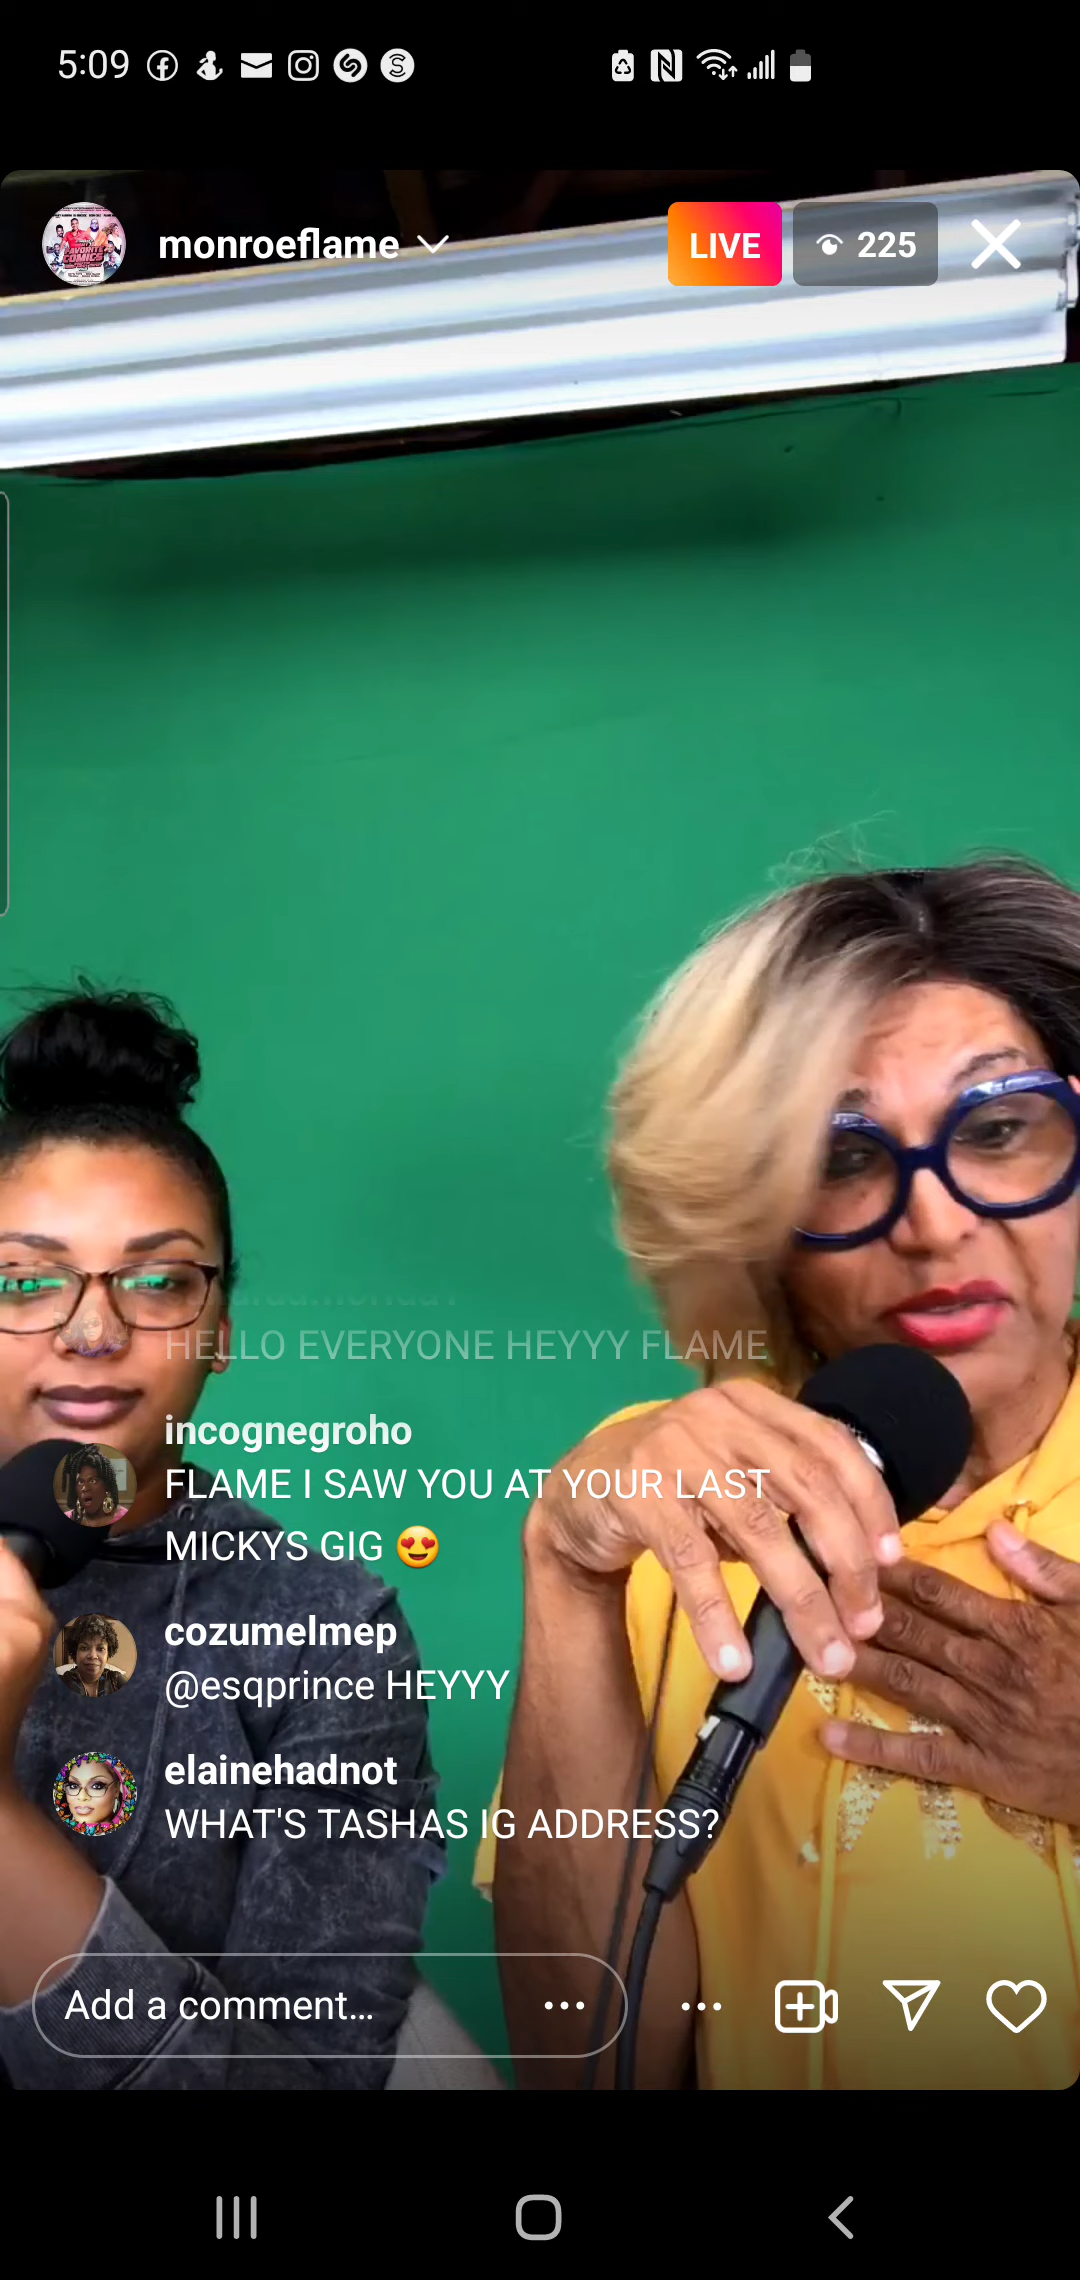 5:09
monroeflame
LIVE
225
HELLO EVERYONE HEYYY FLAME
incognegroho
FLAME I SAW YOU AT YOUR LAST
MICKYS GIG 😍
cozumelmep
@esqprince HEYYY
elainehadnot
WHAT'S TASHAS IG ADDRESS?
Add a comment...